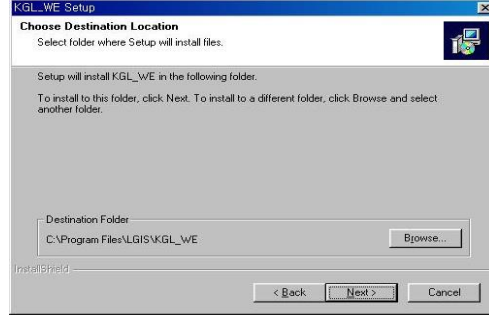 KGL_WE Setup
Choose Destination Location
Select folder where Setup will install files.
Setup will install KGL_WE in the following folder.
To install to this folder, click Next. To install to a different folder, click Browse and select
another folder.
Destination Folder
C:\Program Files\LGIS\KGL_WE
Browse...
InstallShield
< Back
Next >
Cancel